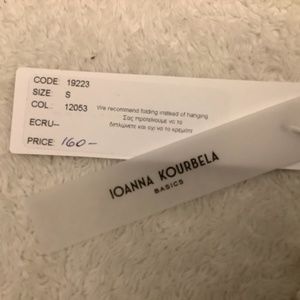 CODE: 19223
SIZE: S
COL.: 12053
We recommend folding instead of hanging
Σας προτείνουμε να το
διπλώνετε και όχι να το κρεμάτε
ECRU--
PRICE: 160-
IOANNA KOURBELA
BASICS